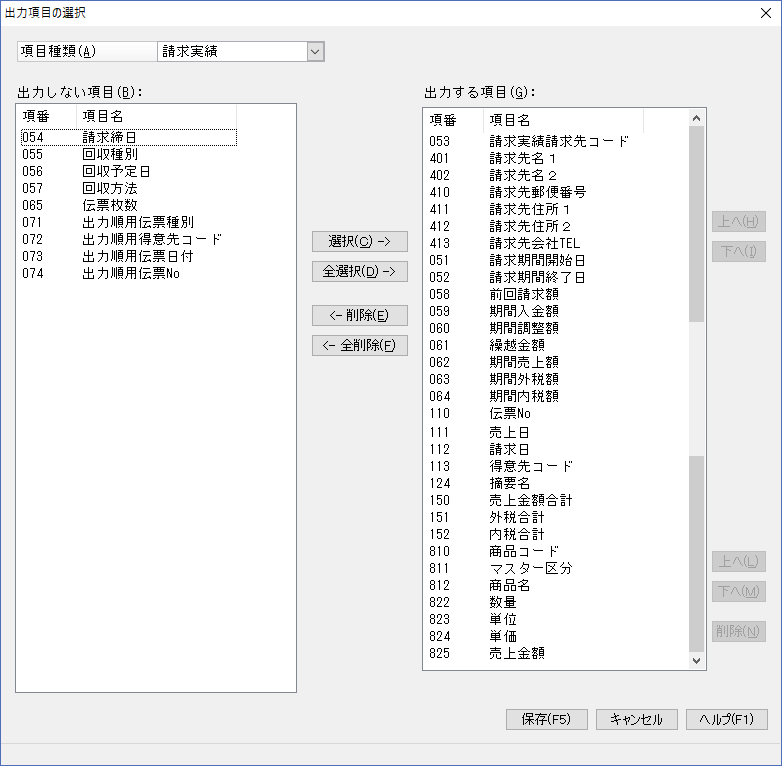 出力項目の選択
項目種類(A) 請求実績
出力しない項目(B):
項番 項目名
054 請求締日
055 回収種別
056 回収予定日
057 回収方法
065 伝票枚数
071 出力順用伝票種別
072 出力順用得意先コード
073 出力順用伝票日付
074 出力順用伝票No
選択(C) ->
全選択(D) ->
<- 削除(E)
<- 全削除(F)
出力する項目(G):
項番 項目名
053 請求実績請求先コード
401 請求先名1
402 請求先名2
410 請求先郵便番号
411 請求先住所1
412 請求先住所2
413 請求先会社TEL
051 請求期間開始日
052 請求期間終了日
058 前回請求額
059 期間入金額
060 期間調整額
061 繰越金額
062 期間売上額
063 期間外税額
064 期間内税額
110 伝票No
111 売上日
112 請求日
113 得意先コード
124 摘要名
150 売上金額合計
151 外税合計
152 内税合計
810 商品コード
811 マスター区分
812 商品名
822 数量
823 単位
824 単価
825 売上金額
上へ(H)
下へ(I)
上へ(L)
下へ(M)
削除(N)
保存(F5) キャンセル ヘルプ(F1)